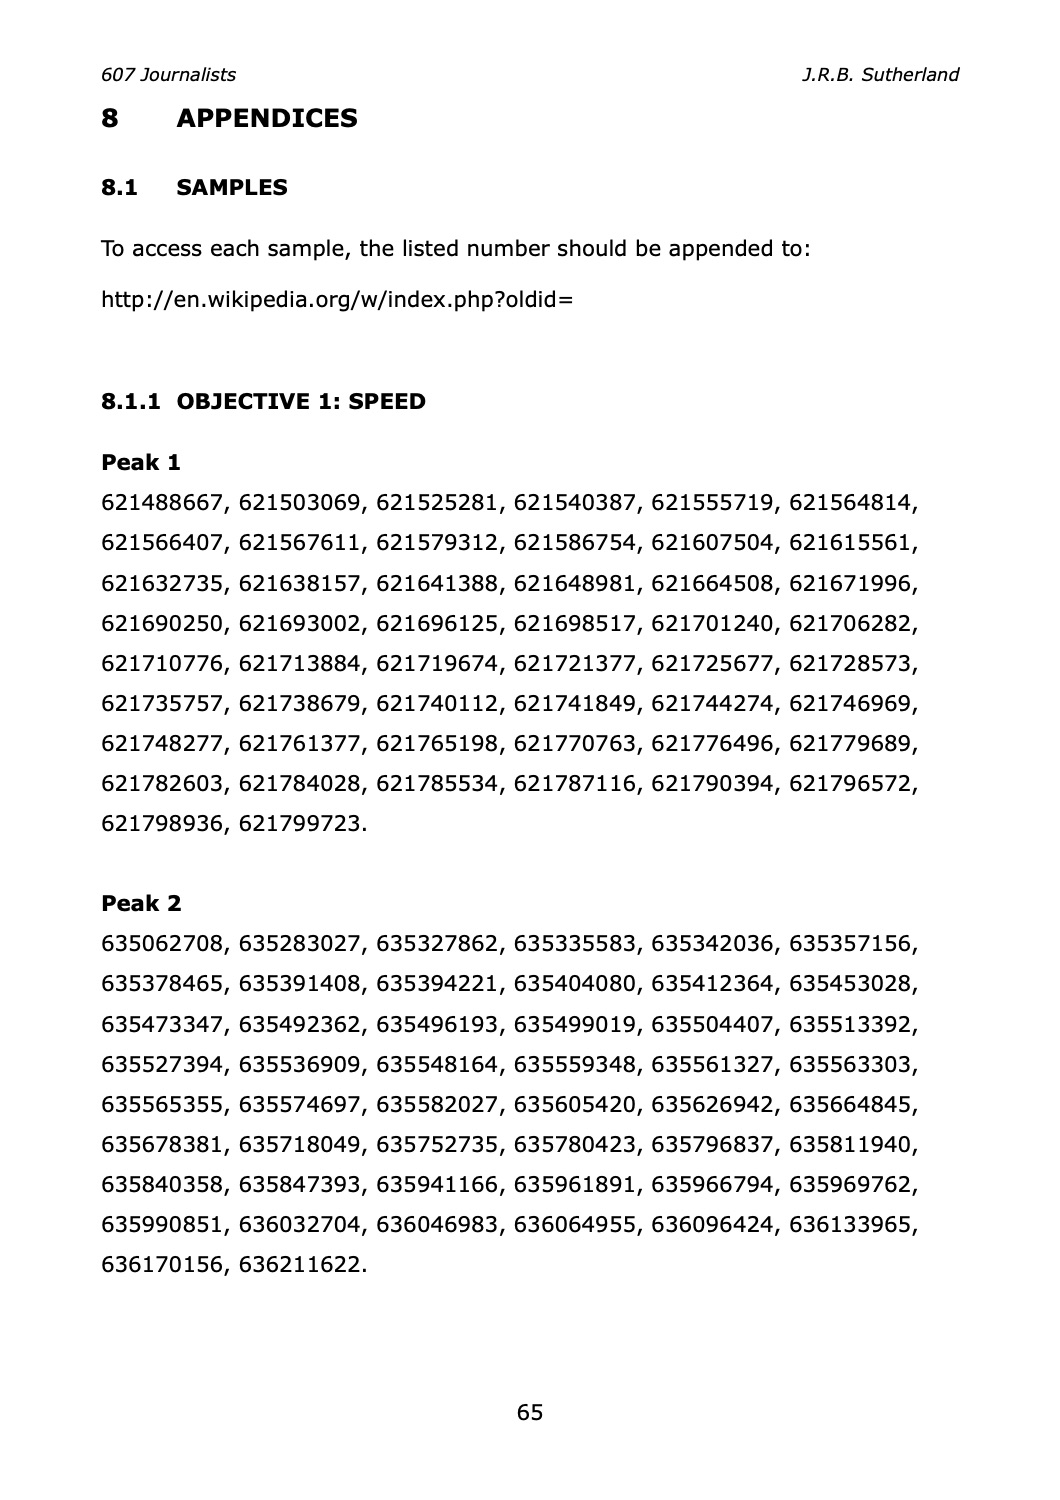 607 Journalists J.R.B. Sutherland
8 APPENDICES
8.1 SAMPLES
To access each sample, the listed number should be appended to:
http://en.wikipedia.org/w/index.php?oldid=
8.1.1 OBJECTIVE 1: SPEED
Peak 1
621488667, 621503069, 621525281, 621540387, 621555719, 621564814,
621566407, 621567611, 621579312, 621586754, 621607504, 621615561,
621632735, 621638157, 621641388, 621648981, 621664508, 621671996,
621690250, 621693002, 621696125, 621698517, 621701240, 621706282,
621710776, 621713884, 621719674, 621721377, 621725677, 621728573,
621735757, 621738679, 621740112, 621741849, 621744274, 621746969,
621748277, 621761377, 621765198, 621770763, 621776496, 621779689,
621782603, 621784028, 621785534, 621787116, 621790394, 621796572,
621798936, 621799723.
Peak 2
635062708, 635283027, 635327862, 635335583, 635342036, 635357156,
635378465, 635391408, 635394221, 635404080, 635412364, 635453028,
635473347, 635492362, 635496193, 635499019, 635504407, 635513392,
635527394, 635536909, 635548164, 635559348, 635561327, 635563303,
635565355, 635574697, 635582027, 635605420, 635626942, 635664845,
635678381, 635718049, 635752735, 635780423, 635796837, 635811940,
635840358, 635847393, 635941166, 635961891, 635966794, 635969762,
635990851, 636032704, 636046983, 636064955, 636096424, 636133965,
636170156, 636211622.
65